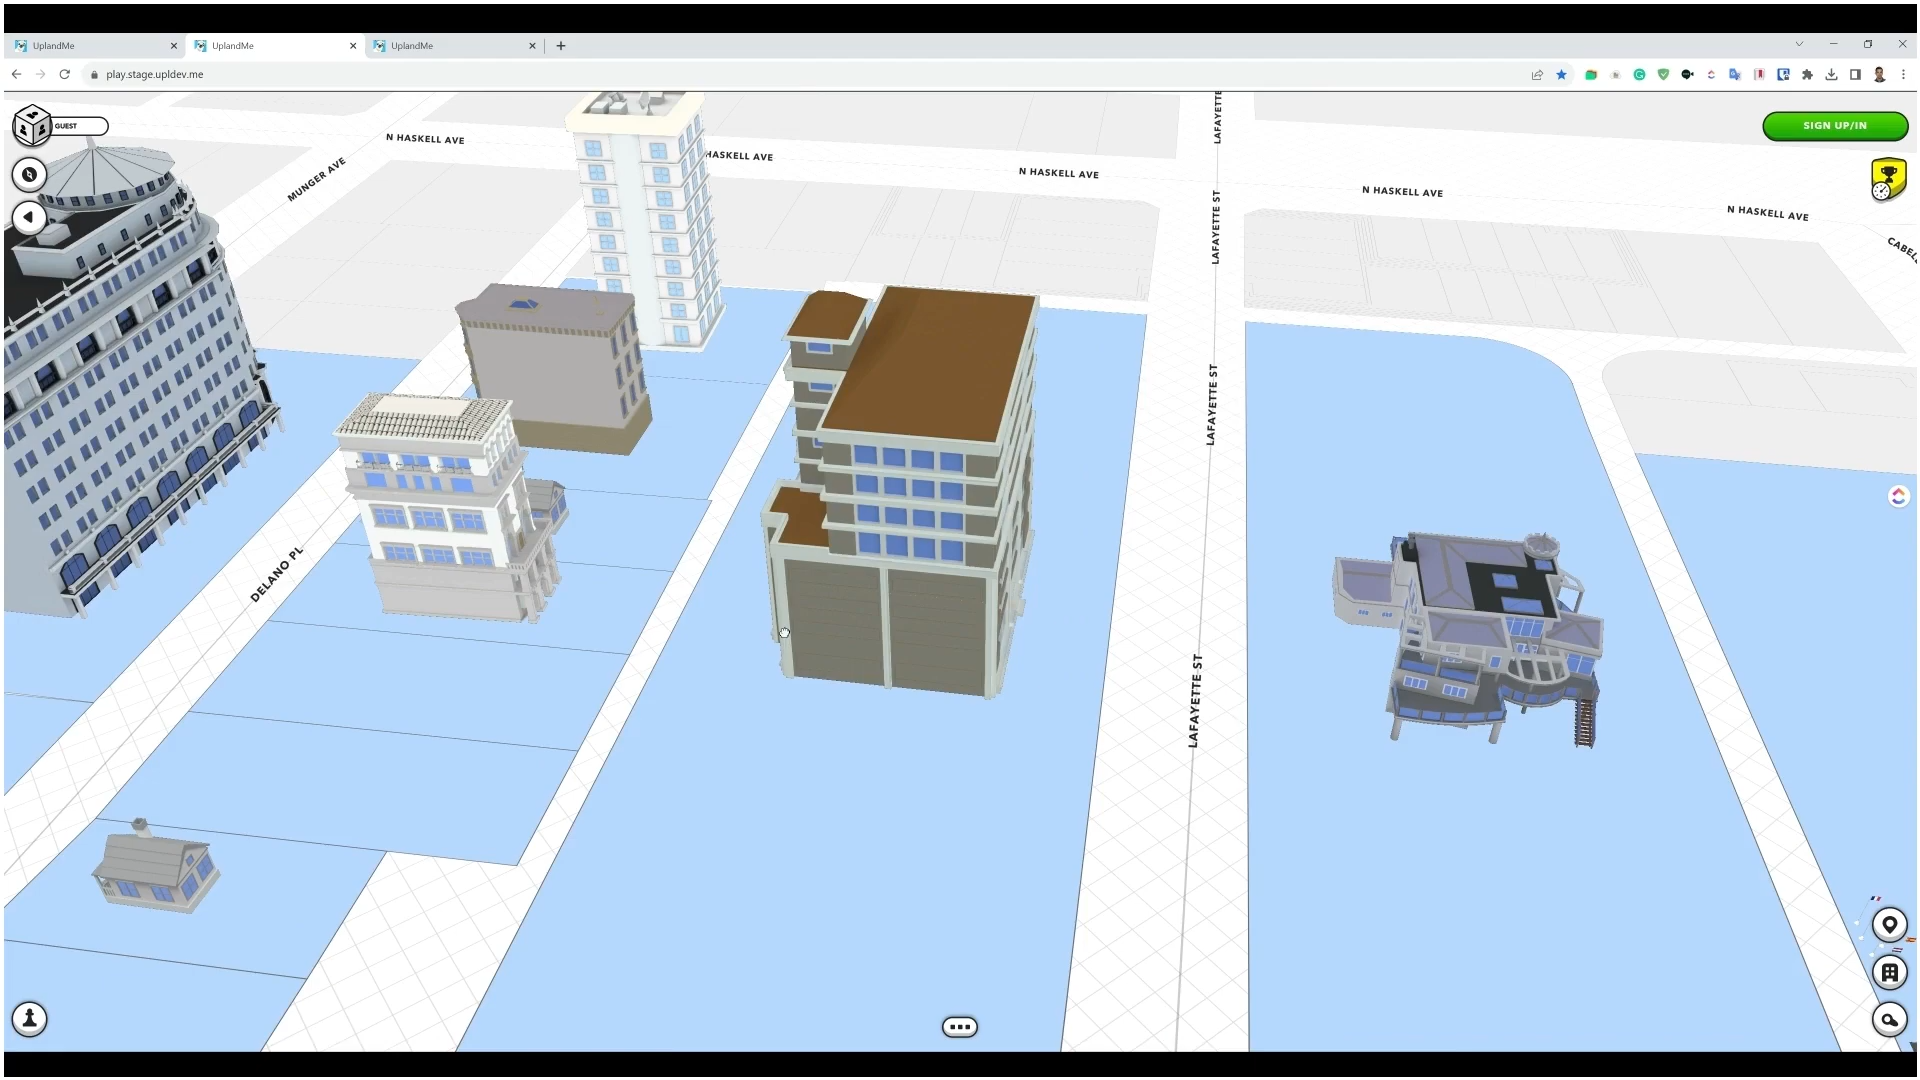 UplandMe
UplandMe
UplandMe
play.stage.upldev.me
GUEST
SIGN UP/IN
N HASKELL AVE
HASKELL AVE
N HASKELL AVE
N HASKELL AVE
N HASKELL AVE
MUNGER AVE
LAFAYETTE
LAFAYETTE ST
LAFAYETTE ST
LAFAYETTE ST
CABELL
DELANO PL